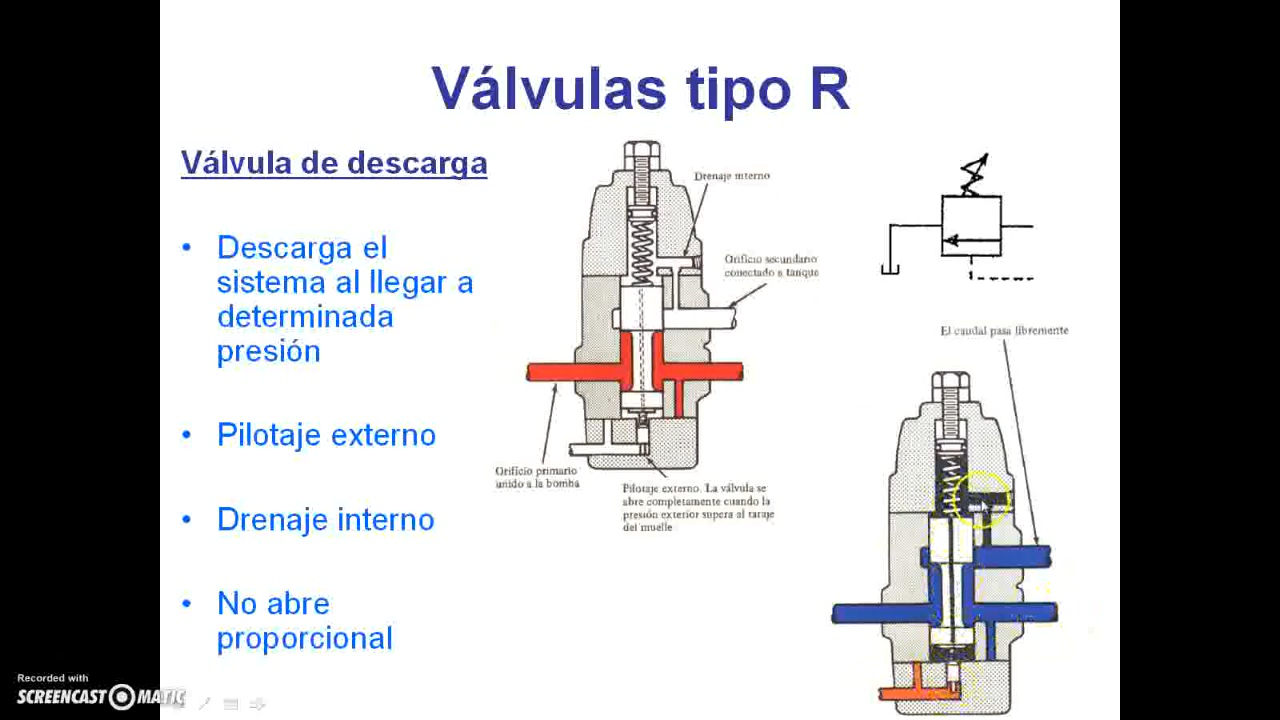 Válvulas tipo R
Válvula de descarga
• Descarga el
sistema al llegar a
determinada
presión
• Pilotaje externo
• Drenaje interno
• No abre
proporcional
Drenaje interno
Orificio secundario
conectado a tanque
Orificio primario
unido a la bomba
Pilotaje externo. La válvula se
abre completamente cuando la
presión exterior supera al taraje
del muelle
El caudal pasa libremente
Recorded with
SCREENCAST MATIC